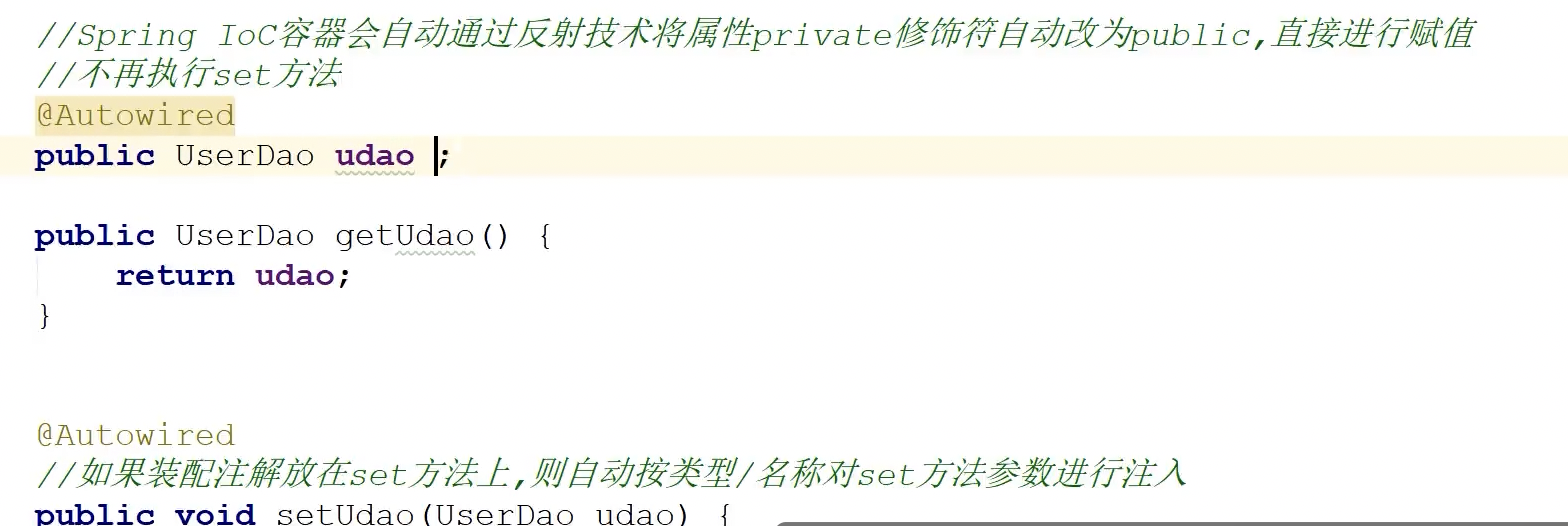 //Spring IoC容器会自动通过反射技术将属性private修饰符自动改为public,直接进行赋值
//不再执行set方法
@Autowired
public UserDao udao ;
public UserDao getUdao() {
return udao;
}
@Autowired
//如果装配注解放在set方法上,则自动按类型/名称对set方法参数进行注入
public void setUdao(UserDao udao) {